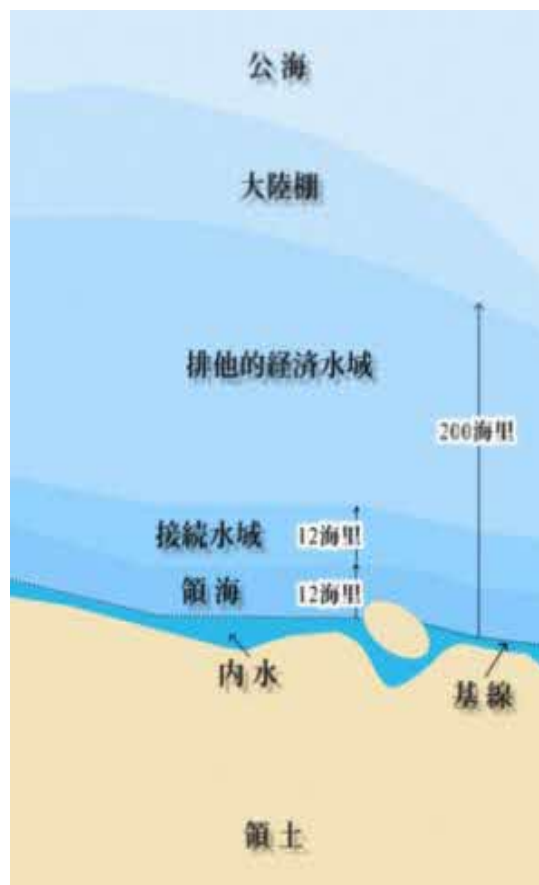 公海
大陸棚
排他的経済水域
200海里
接続水域
12海里
領海
12海里
内水
基線
領土